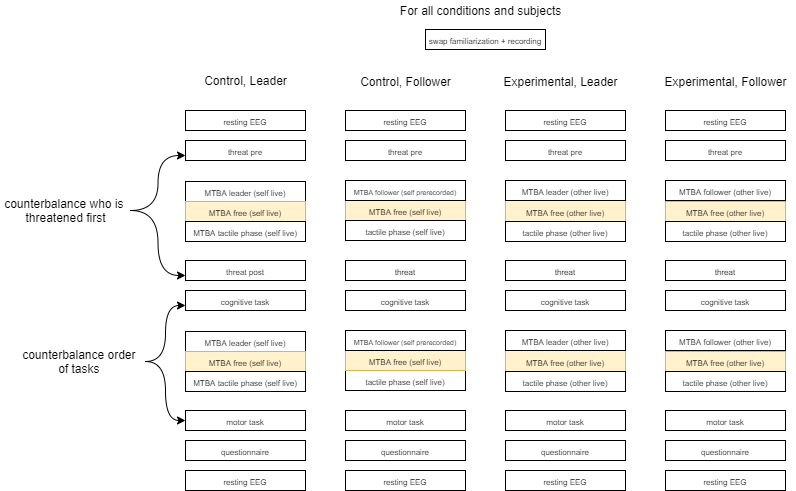 For all conditions and subjects
swap familiarization + recording
Control, Leader
Control, Follower
Experimental, Leader
Experimental, Follower
resting EEG
resting EEG
resting EEG
resting EEG
threat pre
threat pre
threat pre
threat pre
counterbalance who is
threatened first
MTBA leader (self live)
MTBA follower (self prerecorded)
MTBA leader (other live)
MTBA follower (other live)
MTBA free (self live)
MTBA free (self live)
MTBA free (other live)
MTBA free (other live)
MTBA tactile phase (self live)
tactile phase (self live)
tactile phase (other live)
tactile phase (other live)
threat post
threat
threat
threat
cognitive task
cognitive task
cognitive task
cognitive task
counterbalance order
of tasks
MTBA leader (self live)
MTBA follower (self prerecorded)
MTBA leader (other live)
MTBA follower (other live)
MTBA free (self live)
MTBA free (self live)
MTBA free (other live)
MTBA free (other live)
MTBA tactile phase (self live)
tactile phase (self live)
tactile phase (other live)
tactile phase (other live)
motor task
motor task
motor task
motor task
questionnaire
questionnaire
questionnaire
questionnaire
resting EEG
resting EEG
resting EEG
resting EEG